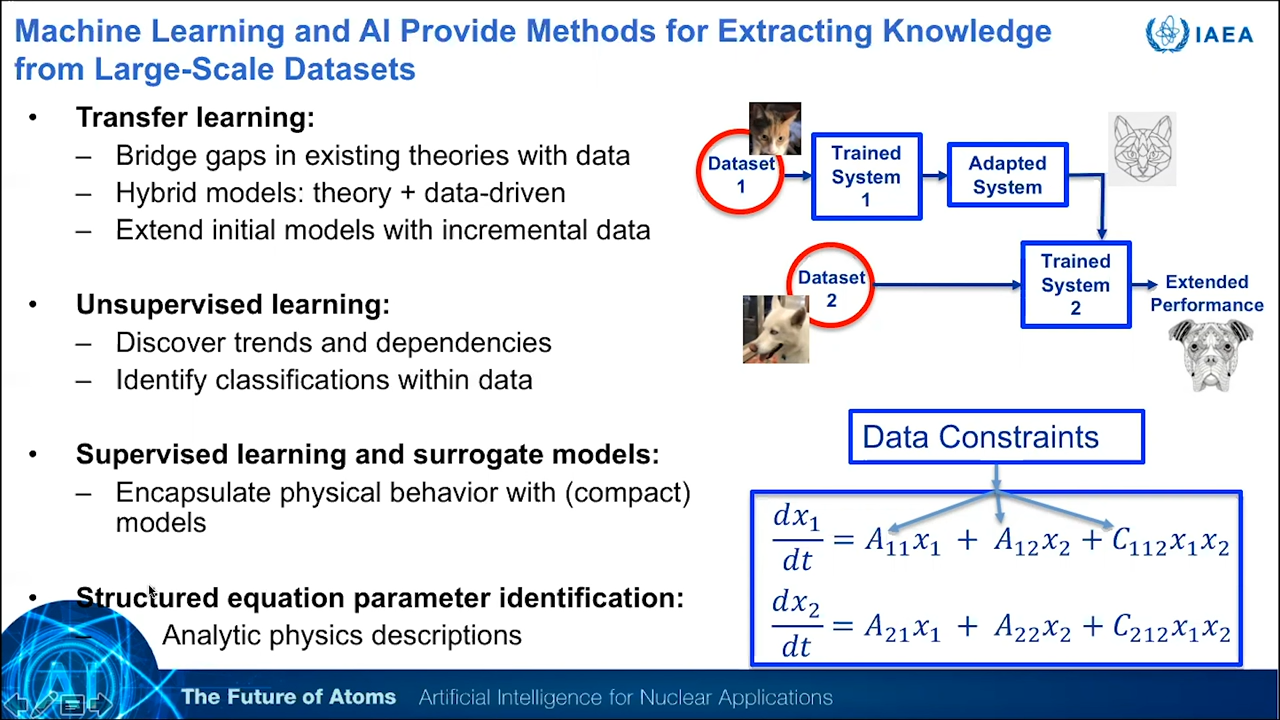 Machine Learning and AI Provide Methods for Extracting Knowledge
from Large-Scale Datasets
IAEA
• Transfer learning:
– Bridge gaps in existing theories with data
– Hybrid models: theory + data-driven
– Extend initial models with incremental data
• Unsupervised learning:
– Discover trends and dependencies
– Identify classifications within data
• Supervised learning and surrogate models:
– Encapsulate physical behavior with (compact)
models
• Structured equation parameter identification:
– Analytic physics descriptions
Dataset
1
Trained
System
1
Adapted
System
Dataset
2
Trained
System
2
Extended
Performance
Data Constraints
dx₁/dt = A₁₁x₁ + A₁₂x₂ + C₁₁₂x₁x₂
dx₂/dt = A₂₁x₁ + A₂₂x₂ + C₂₁₂x₁x₂
AI
The Future of Atoms Artificial Intelligence for Nuclear Applications